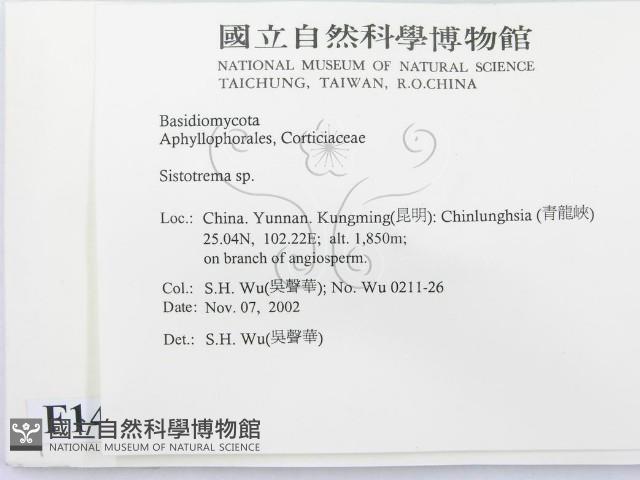 國立自然科學博物館
NATIONAL MUSEUM OF NATURAL SCIENCE
TAICHUNG, TAIWAN, R.O.CHINA
Basidiomycota
Aphyllophorales, Corticiaceae
Sistotrema sp.
Loc.: China. Yunnan. Kungming(昆明): Chinlunghsia (青龍峽)
25.04N, 102.22E; alt. 1,850m;
on branch of angiosperm.
Col.: S.H. Wu(吳聲華); No. Wu 0211-26
Date: Nov. 07, 2002
Det.: S.H. Wu(吳聲華)
F14
國立自然科學博物館
NATIONAL MUSEUM OF NATURAL SCIENCE